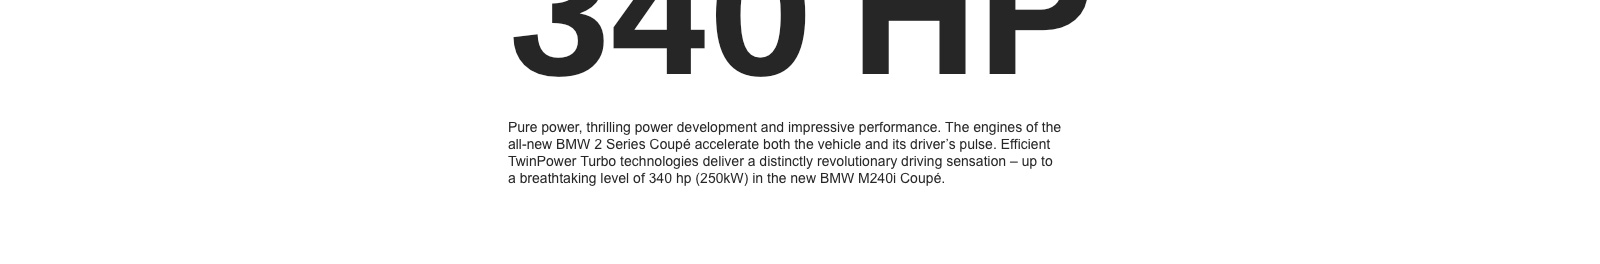 340 HP
Pure power, thrilling power development and impressive performance. The engines of the
all-new BMW 2 Series Coupé accelerate both the vehicle and its driver’s pulse. Efficient
TwinPower Turbo technologies deliver a distinctly revolutionary driving sensation – up to
a breathtaking level of 340 hp (250kW) in the new BMW M240i Coupé.